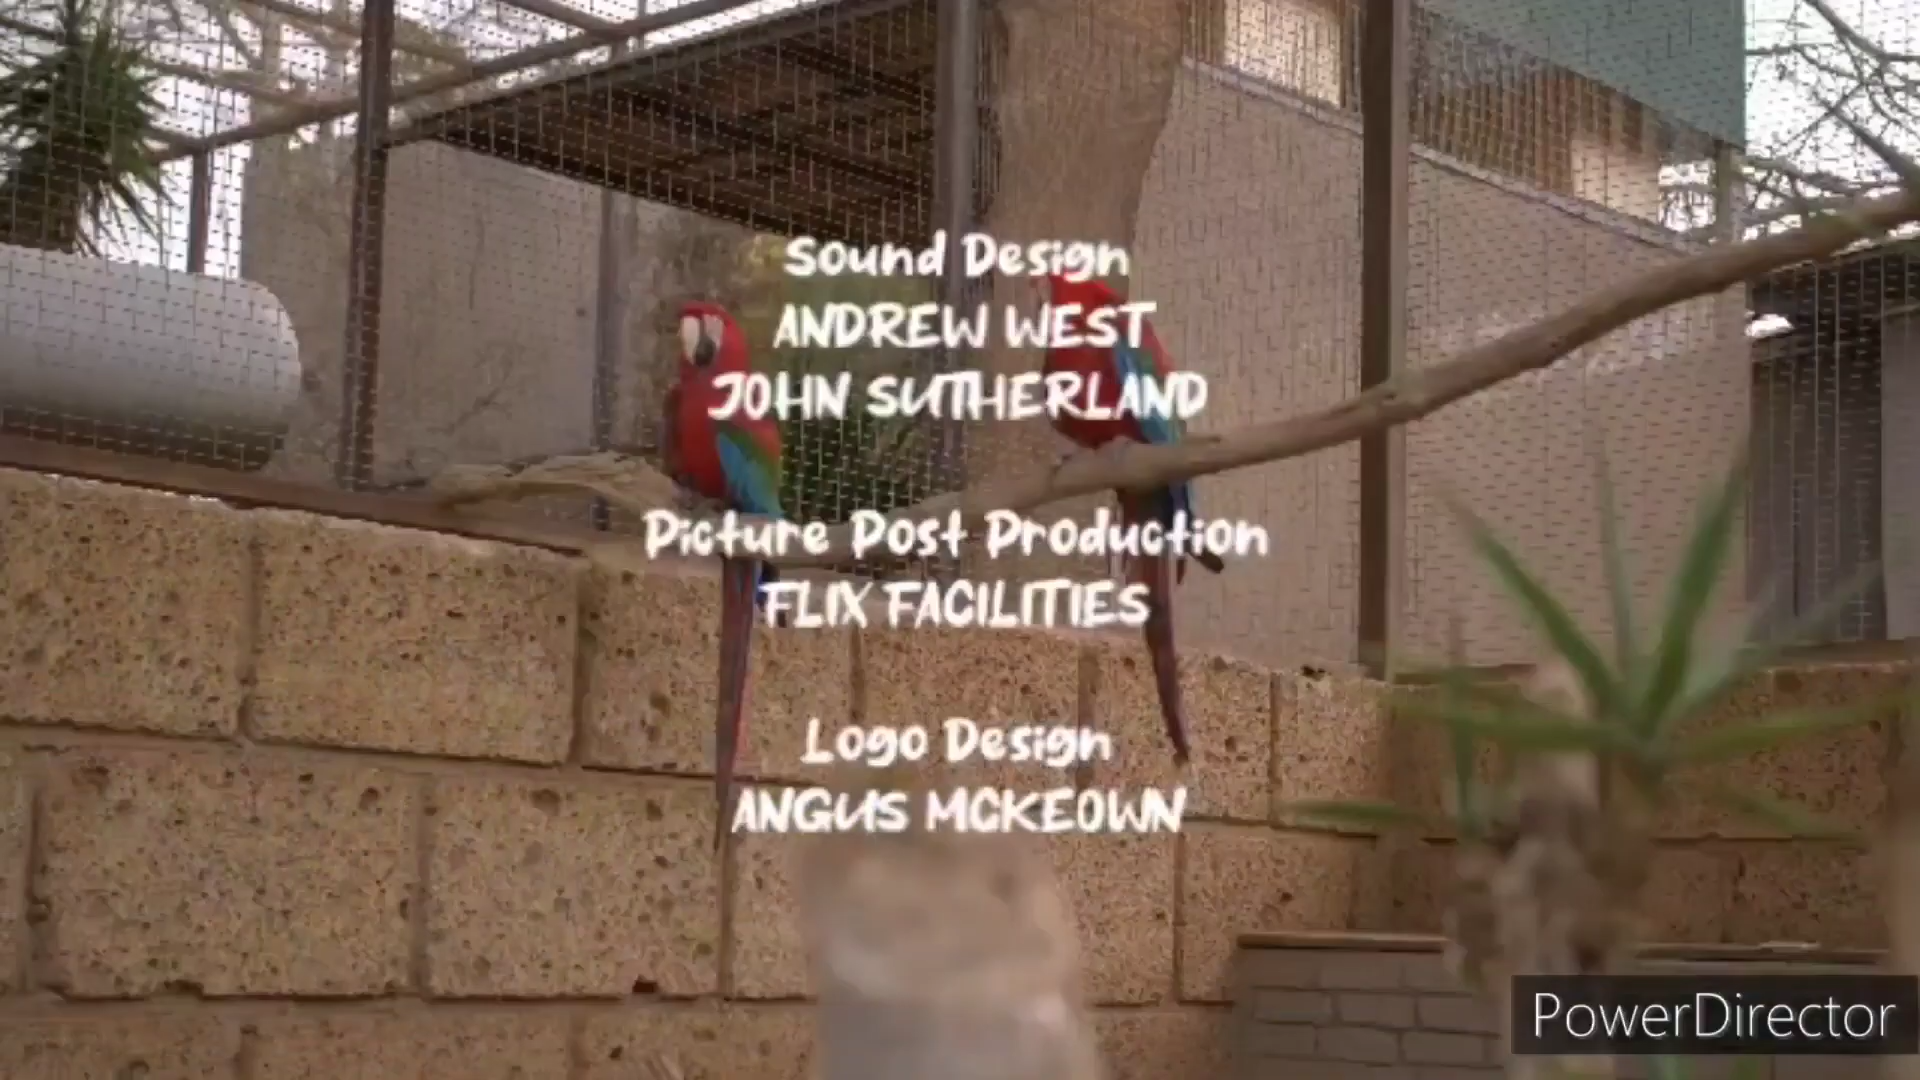 Sound Design
ANDREW WEST
JOHN SUTHERLAND
Picture Post Production
FLIX FACILITIES
Logo Design
ANGUS MCKEOWN
PowerDirector